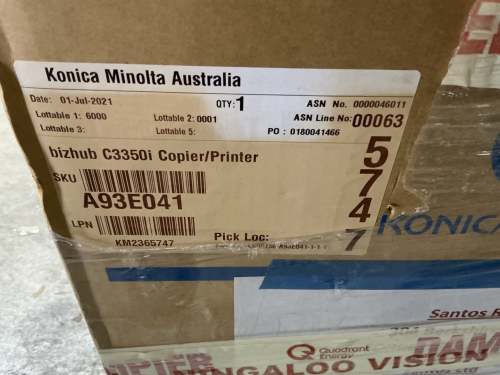 Konica Minolta Australia
Date: 01-Jul-2021 QTY: 1 ASN No. 0000046011
Lottable 1: 6000 Lottable 2: 0001 ASN Line No: 00063
Lottable 3: Lottable 5: PO : 0180041466
bizhub C3350i Copier/Printer
SKU
A93E041
LPN
KM2365747
Pick Loc:
5
7
4
7
KONICA
Santos
Quadrant
Energy
NINGALOO VISION